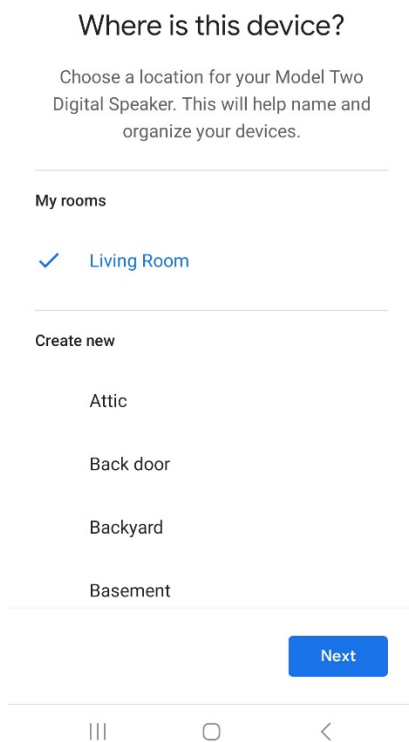 Where is this device?
Choose a location for your Model Two
Digital Speaker. This will help name and
organize your devices.
My rooms
Living Room
Create new
Attic
Back door
Backyard
Basement
Next